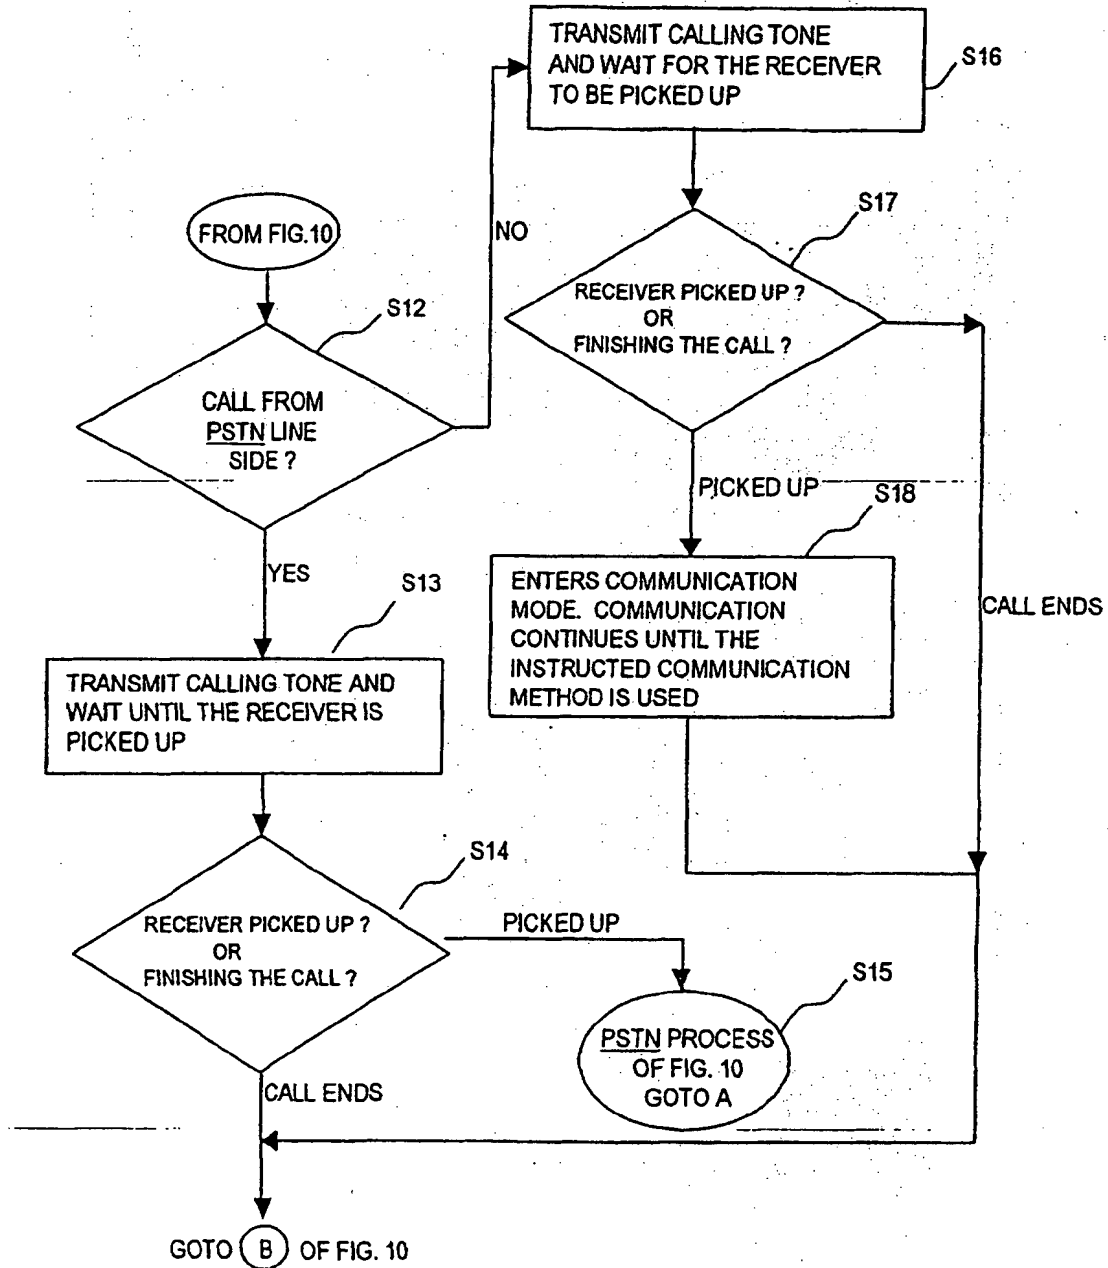 FROM FIG.10
S12
CALL FROM
PSTN LINE
SIDE ?
NO
YES
S13
TRANSMIT CALLING TONE AND
WAIT UNTIL THE RECEIVER IS
PICKED UP
S14
RECEIVER PICKED UP ?
OR
FINISHING THE CALL ?
PICKED UP
S15
PSTN PROCESS
OF FIG. 10
GOTO A
CALL ENDS
GOTO B OF FIG. 10
TRANSMIT CALLING TONE
AND WAIT FOR THE RECEIVER
TO BE PICKED UP
S16
S17
RECEIVER PICKED UP ?
OR
FINISHING THE CALL ?
PICKED UP
S18
ENTERS COMMUNICATION
MODE. COMMUNICATION
CONTINUES UNTIL THE
INSTRUCTED COMMUNICATION
METHOD IS USED
CALL ENDS